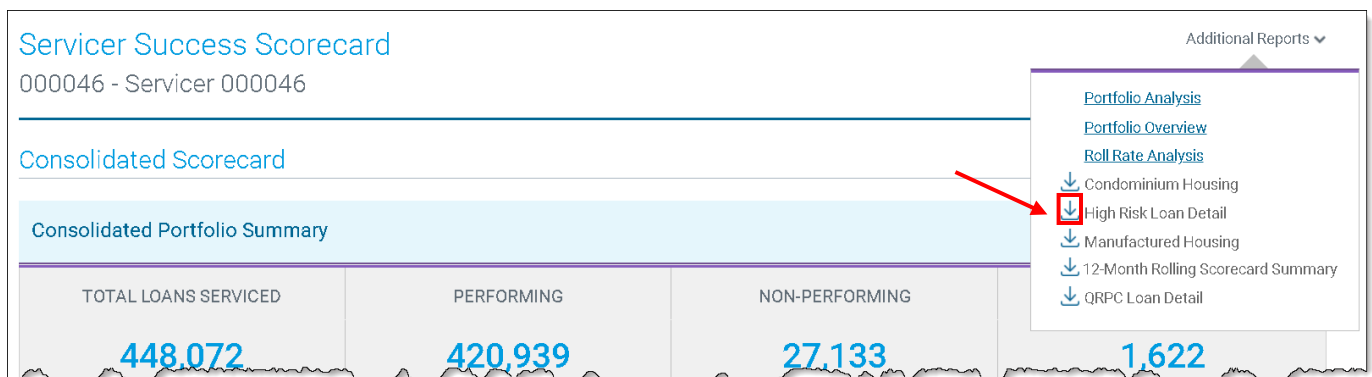 Servicer Success Scorecard
Additional Reports
000046 - Servicer 000046
Portfolio Analysis
Portfolio Overview
Roll Rate Analysis
Condominium Housing
High Risk Loan Detail
Manufactured Housing
12-Month Rolling Scorecard Summary
QRPC Loan Detail
Consolidated Scorecard
Consolidated Portfolio Summary
TOTAL LOANS SERVICED
PERFORMING
NON-PERFORMING
448,072
420,939
27,133
1,622